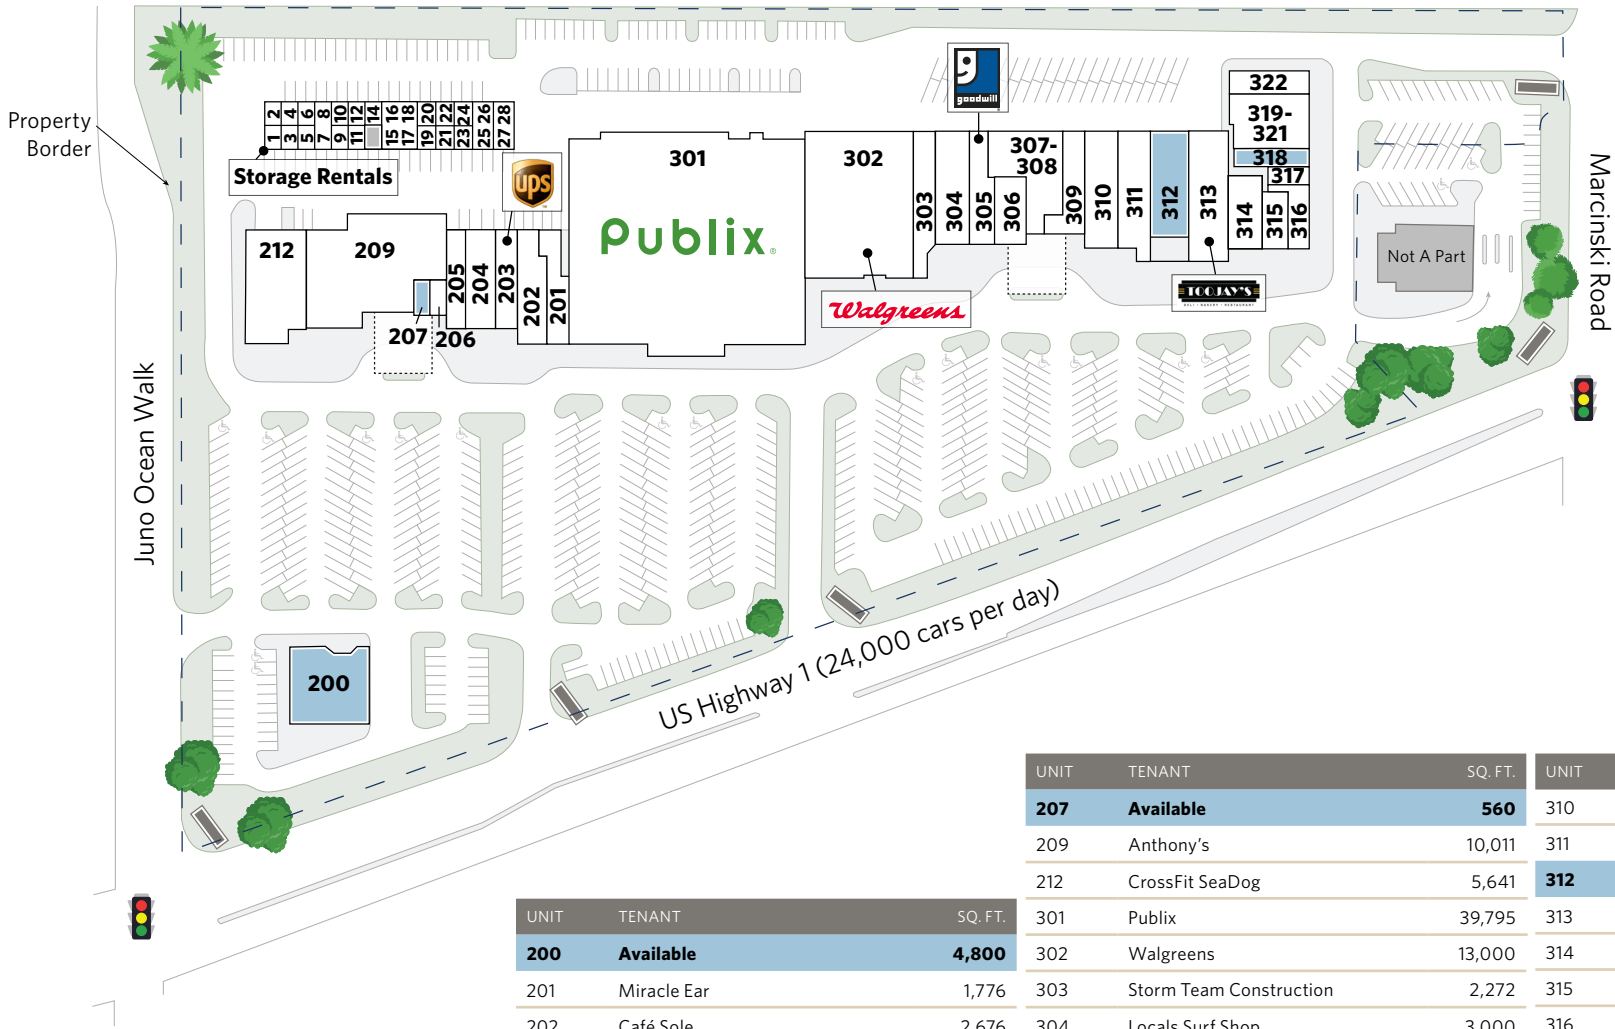 Property
Border
2 4 6 8 10 12 14 16 18 20 22 24 26 28
1 3 5 7 9 11 15 17 19 21 23 25 27
Storage Rentals
ups
goodwill
301
Publix
302
Walgreens
303
304
305
306
307-
308
309
310
311
312
313
TOOJAY'S
DELI • BAKERY • RESTAURANT
314
315
316
317
318
319-
321
322
Not A Part
Marcinski Road
212
209
207
206
205
204
203
202
201
Juno Ocean Walk
200
US Highway 1 (24,000 cars per day)
UNIT TENANT SQ. FT.
200 Available 4,800
201 Miracle Ear 1,776
202 Café Sole 2,676
UNIT TENANT SQ. FT.
207 Available 560
209 Anthony's 10,011
212 CrossFit SeaDog 5,641
301 Publix 39,795
302 Walgreens 13,000
303 Storm Team Construction 2,272
304 Locals Surf Shop 3,000
UNIT
310
311
312
313
314
315
316